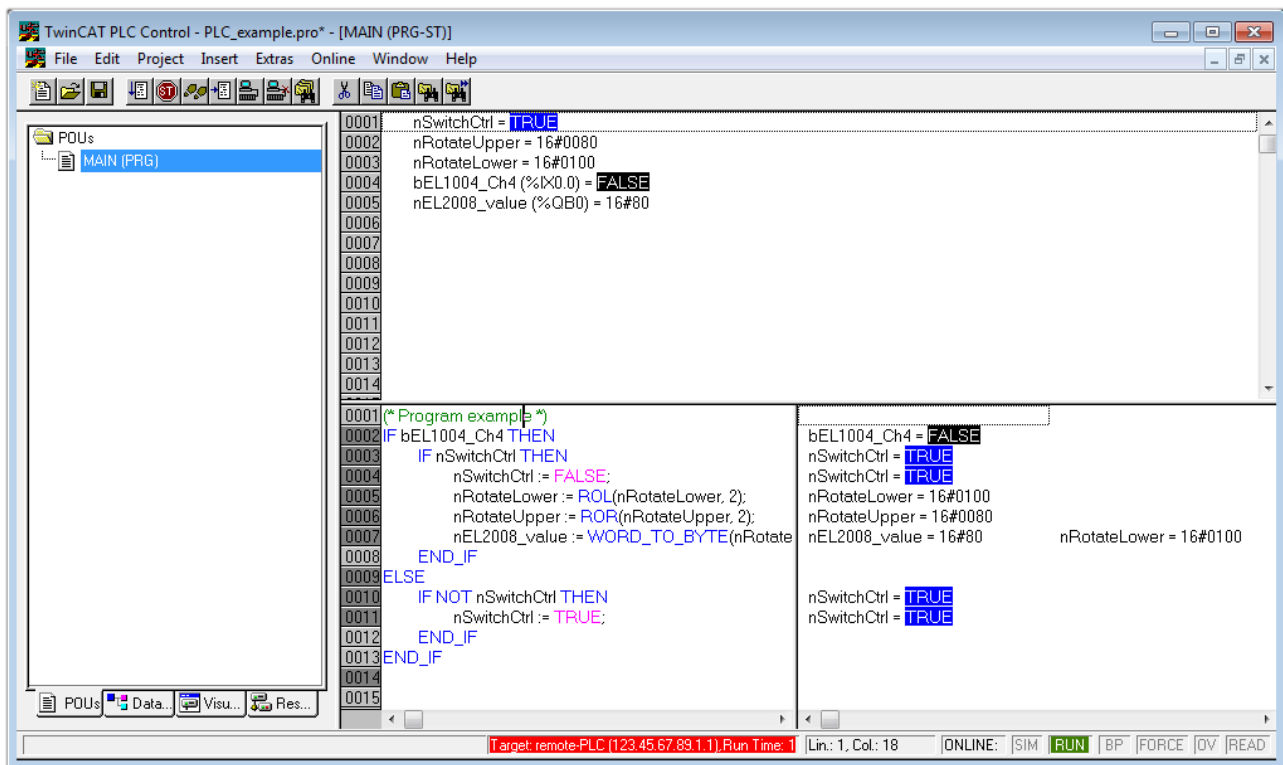 TwinCAT PLC Control - PLC_example.pro* - [MAIN (PRG-ST)]
File Edit Project Insert Extras Online Window Help
POUs
MAIN (PRG)
0001 nSwitchCtrl = TRUE
0002 nRotateUpper = 16#0080
0003 nRotateLower = 16#0100
0004 bEL1004_Ch4 (%IX0.0) = FALSE
0005 nEL2008_value (%QB0) = 16#80
0006
0007
0008
0009
0010
0011
0012
0013
0014
0001 (* Program example *)
0002 IF bEL1004_Ch4 THEN bEL1004_Ch4 = FALSE
0003 IF nSwitchCtrl THEN nSwitchCtrl = TRUE
0004 nSwitchCtrl := FALSE; nSwitchCtrl = TRUE
0005 nRotateLower := ROL(nRotateLower, 2); nRotateLower = 16#0100
0006 nRotateUpper := ROR(nRotateUpper, 2); nRotateUpper = 16#0080
0007 nEL2008_value := WORD_TO_BYTE(nRotate nEL2008_value = 16#80 nRotateLower = 16#0100
0008 END_IF
0009 ELSE
0010 IF NOT nSwitchCtrl THEN nSwitchCtrl = TRUE
0011 nSwitchCtrl := TRUE; nSwitchCtrl = TRUE
0012 END_IF
0013 END_IF
0014
0015
POUs Data... Visu... Res...
Target: remote-PLC (123.45.67.89.1.1), Run Time: 1 Lin.: 1, Col.: 18 ONLINE: SIM RUN BP FORCE OV READ